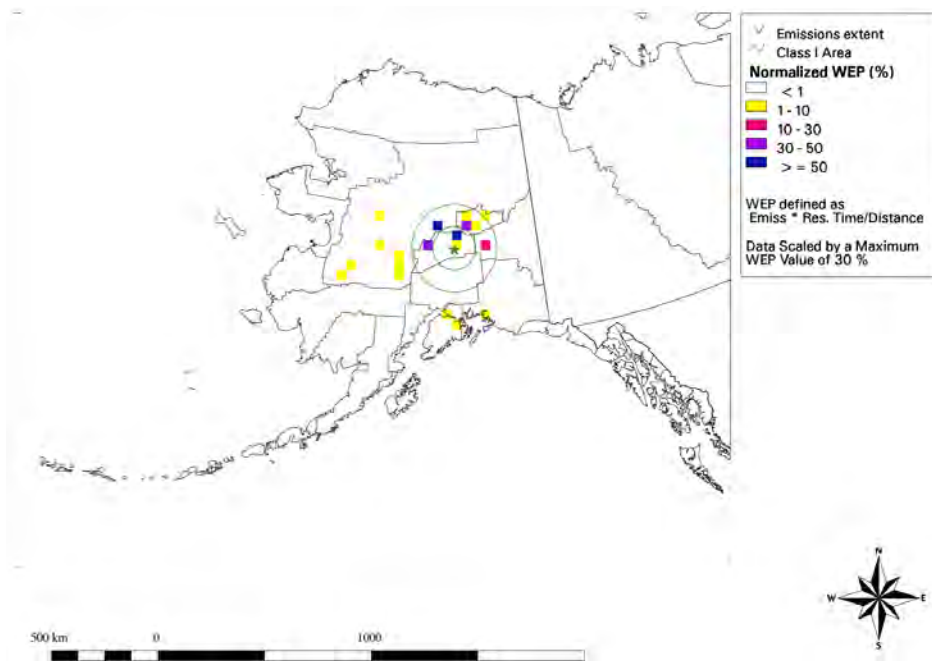 Emissions extent
Class I Area
Normalized WEP (%)
< 1
1 - 10
10 - 30
30 - 50
> = 50
WEP defined as
Emiss * Res. Time/Distance
Data Scaled by a Maximum
WEP Value of 30 %
N
W E
S
500 km 0 1000